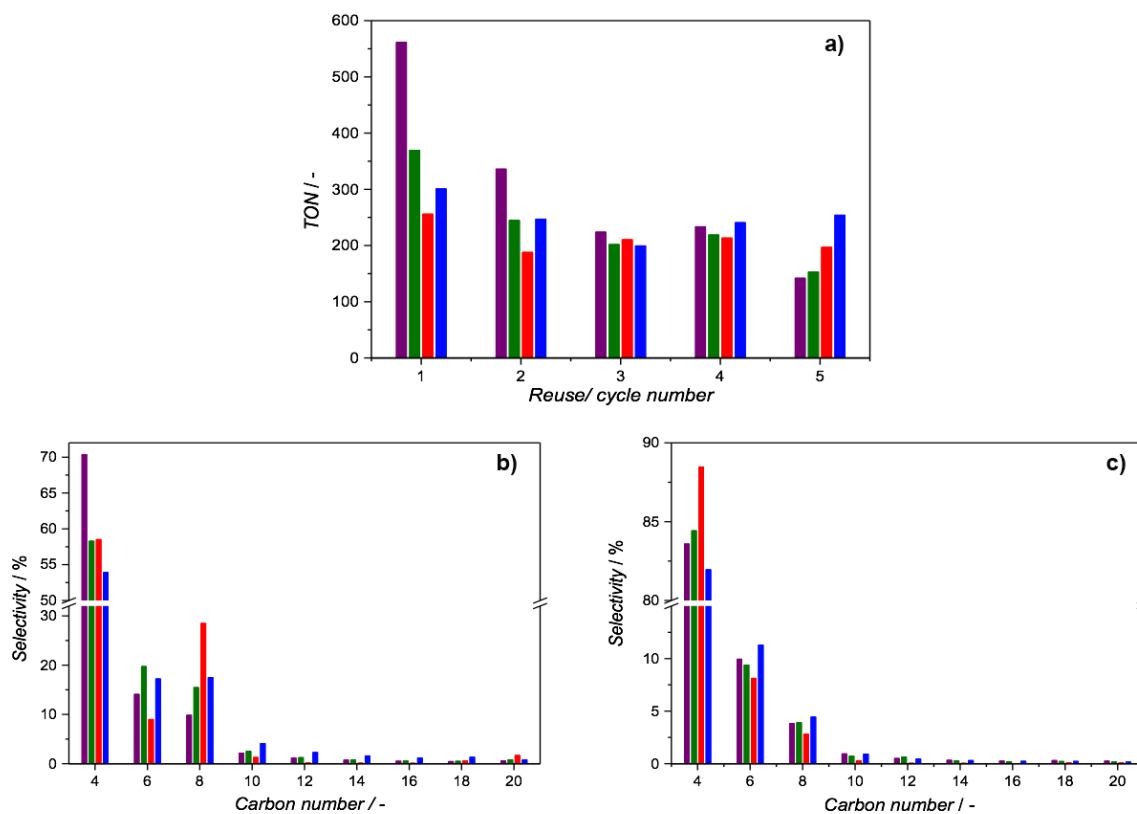 a)
600
500
400
300
200
100
0
TON / -
1 2 3 4 5
Reuse/ cycle number
b)
70
65
60
55
50
30
20
10
0
Selectivity / %
4 6 8 10 12 14 16 18 20
Carbon number / -
c)
90
85
80
10
5
0
Selectivity / %
4 6 8 10 12 14 16 18 20
Carbon number / -